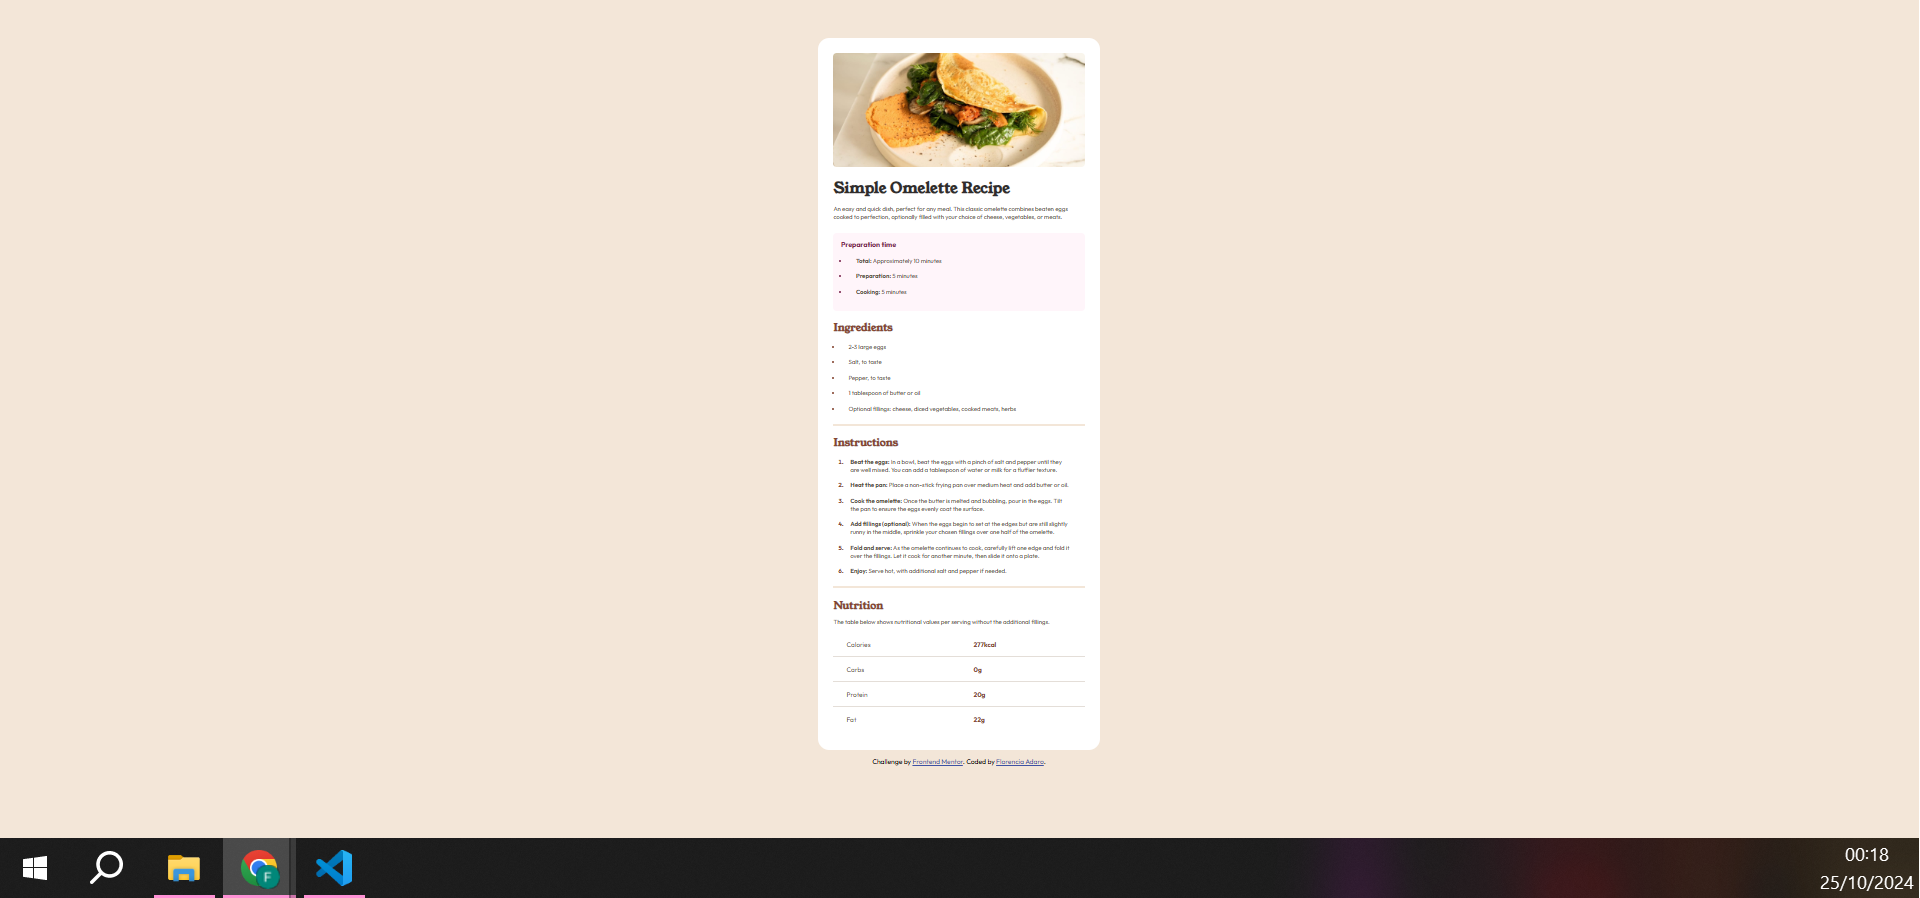 Simple Omelette Recipe
An easy and quick dish, perfect for any meal. This classic omelette combines beaten eggs
cooked to perfection, optionally filled with your choice of cheese, vegetables, or meats.
Preparation time
• Total: Approximately 10 minutes
• Preparation: 5 minutes
• Cooking: 5 minutes
Ingredients
• 2-3 large eggs
• Salt, to taste
• Pepper, to taste
• 1 tablespoon of butter or oil
• Optional fillings: cheese, diced vegetables, cooked meats, herbs
Instructions
1. Beat the eggs: In a bowl, beat the eggs with a pinch of salt and pepper until they
are well mixed. You can add a tablespoon of water or milk for a fluffier texture.
2. Heat the pan: Place a non-stick frying pan over medium heat and add butter or oil.
3. Cook the omelette: Once the butter is melted and bubbling, pour in the eggs. Tilt
the pan to ensure the eggs evenly coat the surface.
4. Add fillings (optional): When the eggs begin to set at the edges but are still slightly
runny in the middle, sprinkle your chosen fillings over one half of the omelette.
5. Fold and serve: As the omelette continues to cook, carefully lift one edge and fold it
over the fillings. Let it cook for another minute, then slide it onto a plate.
6. Enjoy: Serve hot, with additional salt and pepper if needed.
Nutrition
The table below shows nutritional values per serving without the additional fillings.
Calories 277kcal
Carbs 0g
Protein 20g
Fat 22g
Challenge by Frontend Mentor. Coded by Florencia Adaro.
F
00:18
25/10/2024